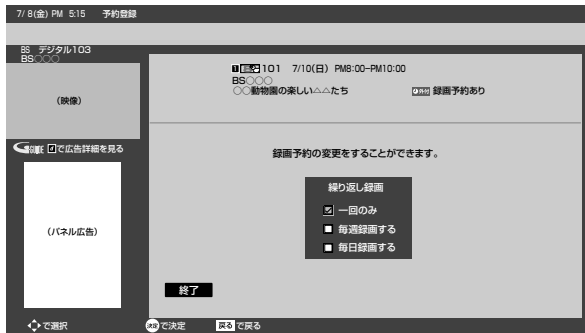 7/ 8(金) PM 5:15 予約登録
BS デジタル103
BS○○○
(映像)
1 101 7/10(日) PM8:00-PM10:00
BS○○○
○○動物園の楽しい△△たち 録画予約あり
GUIDE dで広告詳細を見る
(パネル広告)
録画予約の変更をすることができます。
繰り返し録画
一回のみ
毎週録画する
毎日録画する
終了
で選択 決定 で決定 戻る で戻る